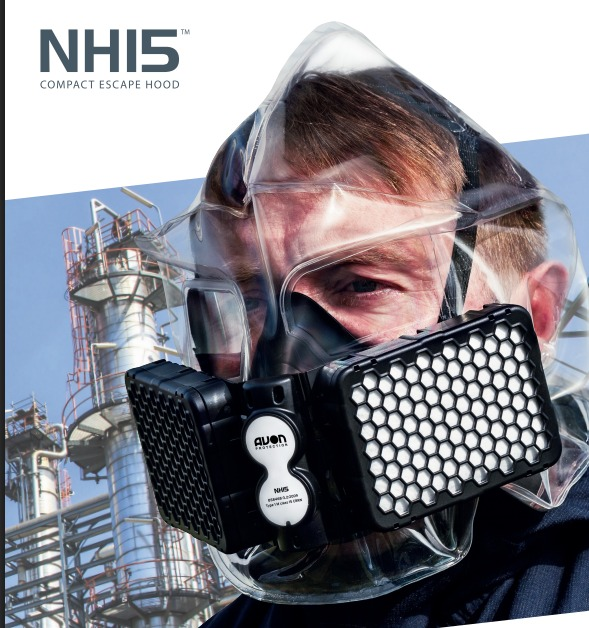 NH15™
COMPACT ESCAPE HOOD
AVON
PROTECTION
NH15